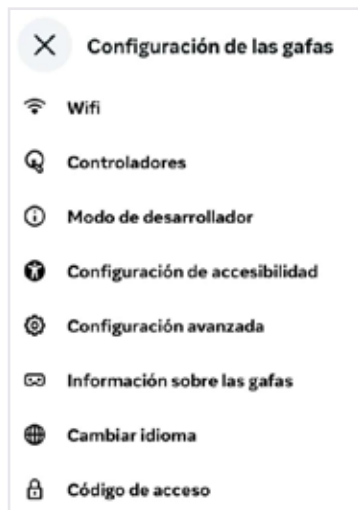 Configuración de las gafas
Wifi
Controladores
Modo de desarrollador
Configuración de accesibilidad
Configuración avanzada
Información sobre las gafas
Cambiar idioma
Código de acceso